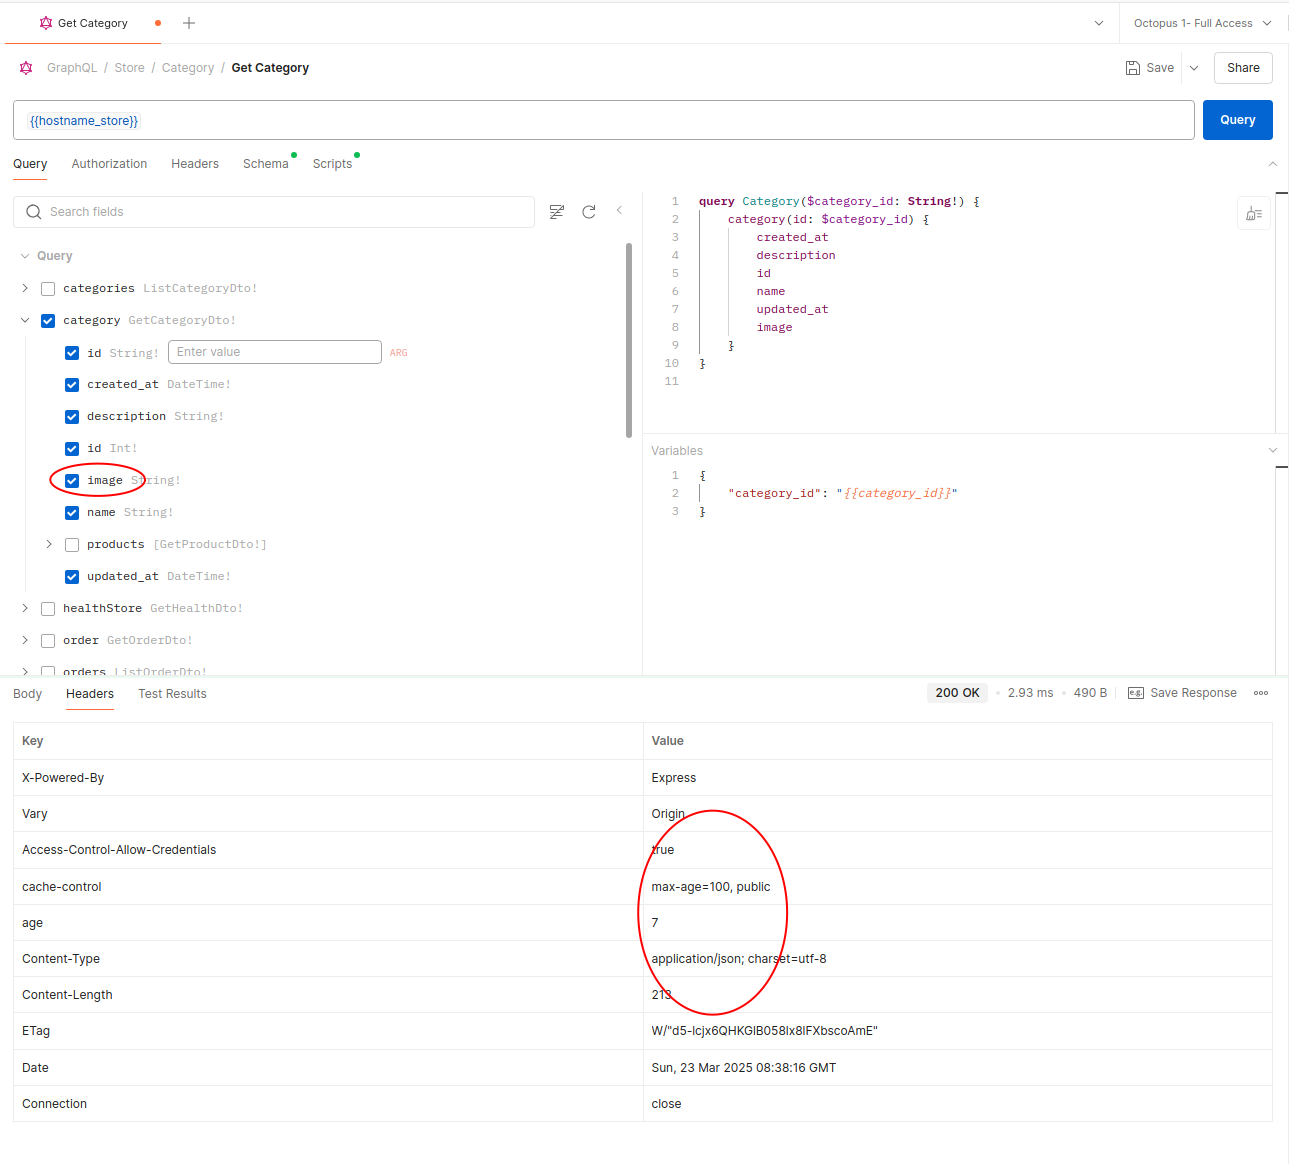 Get Category
Octopus 1- Full Access
GraphQL / Store / Category / Get Category
Save
Share
{{hostname_store}}
Query
Query Authorization Headers Schema Scripts
Search fields
Query
categories ListCategoryDto!
category GetCategoryDto!
id String! Enter value ARG
created_at DateTime!
description String!
id Int!
image String!
name String!
products [GetProductDto!]
updated_at DateTime!
healthStore GetHealthDto!
order GetOrderDto!
orders ListOrderDto!
1 query Category($category_id: String!) {
2 category(id: $category_id) {
3 created_at
4 description
5 id
6 name
7 updated_at
8 image
9 }
10 }
11
Variables
1 {
2 "category_id": "{{category_id}}"
3 }
Body Headers Test Results
200 OK • 2.93 ms • 490 B
e.g. Save Response
Key Value
X-Powered-By Express
Vary Origin
Access-Control-Allow-Credentials true
cache-control max-age=100, public
age 7
Content-Type application/json; charset=utf-8
Content-Length 213
Date Sun, 23 Mar 2025 08:38:16 GMT
ETag
Connection close